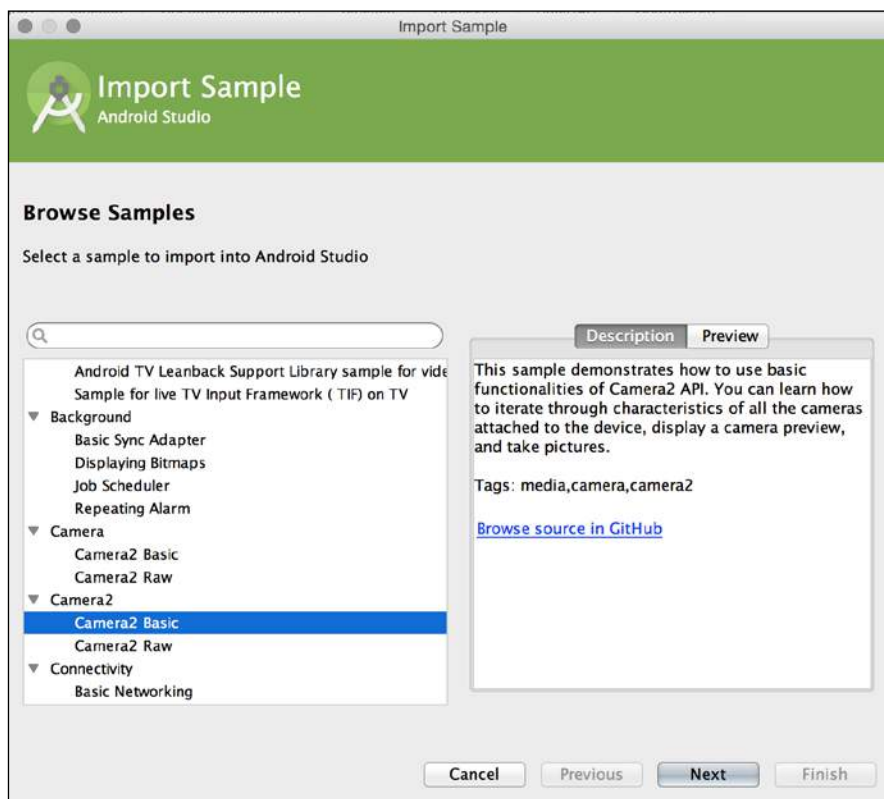 Import Sample
Import Sample
Android Studio
Browse Samples
Select a sample to import into Android Studio
Android TV Leanback Support Library sample for vide
Sample for live TV Input Framework ( TIF) on TV
Background
Basic Sync Adapter
Displaying Bitmaps
Job Scheduler
Repeating Alarm
Camera
Camera2 Basic
Camera2 Raw
Camera2
Camera2 Basic
Camera2 Raw
Connectivity
Basic Networking
Description Preview
This sample demonstrates how to use basic
functionalities of Camera2 API. You can learn how
to iterate through characteristics of all the cameras
attached to the device, display a camera preview,
and take pictures.
Tags: media,camera,camera2
Browse source in GitHub
Cancel Previous Next Finish